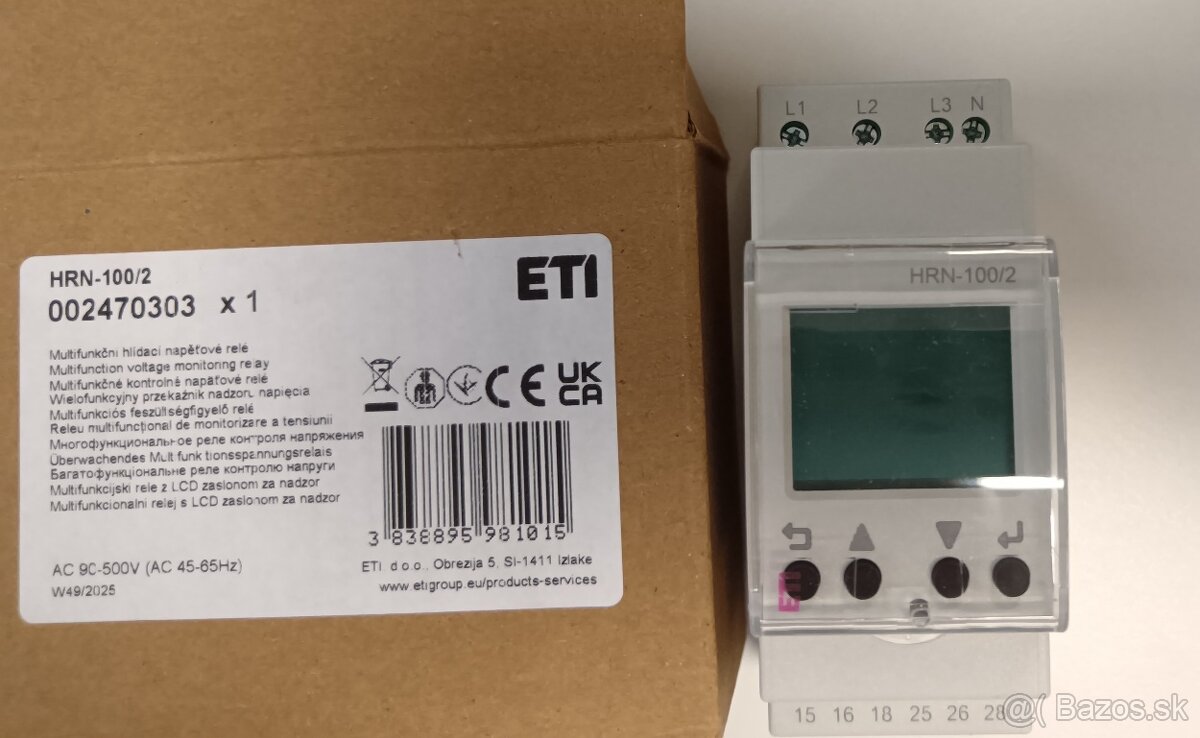 HRN-100/2
002470303 x 1
ETI
Multifunkční hlídací napěťové relé
Multifunction voltage monitoring relay
Multifunkčné kontrolné napäťové relé
Wielofunkcyjny przekaźnik nadzoru napięcia
Multifunkciós feszültségfigyelő relé
Releu multifuncțional de monitorizare a tensiunii
Многофункциональное реле контроля напряжения
Überwachendes Multifunktionsspannungsrelais
Багатофункціональне реле контролю напруги
Multifunkcijski rele z LCD zaslonom za nadzor
Multifunkcionalni relej s LCD zaslonom za nadzor
CE UK CA
3 838895 981015
AC 90-500V (AC 45-65Hz)
W49/2025
ETI d.o.o., Obrezija 5, SI-1411 Izlake
www.etigroup.eu/products-services
L1 L2 L3 N
HRN-100/2
ETI
15 16 18 25 26 28
@( Bazos.sk